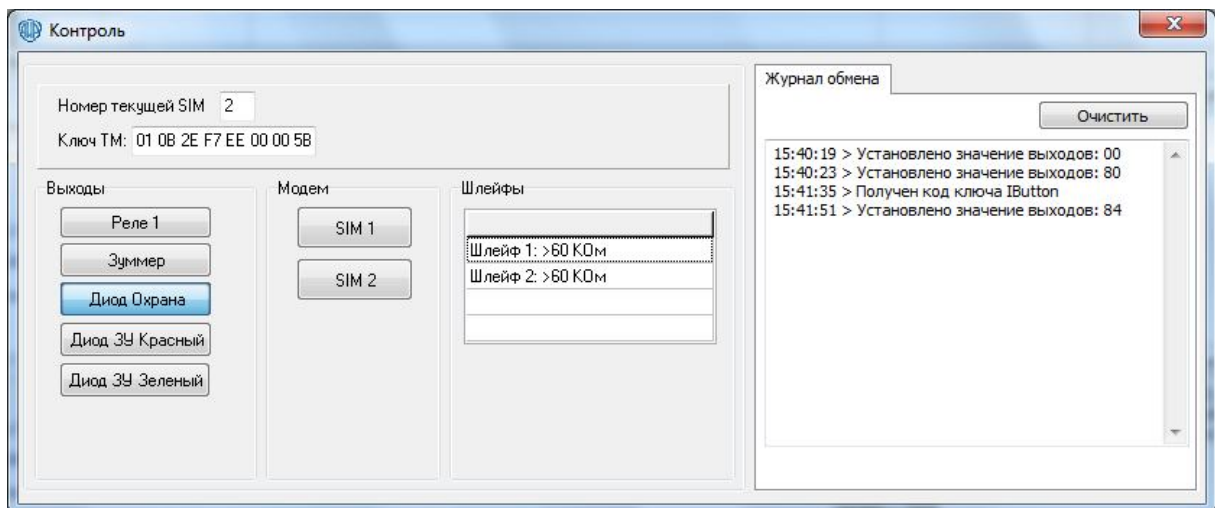 Контроль
Номер текущей SIM 2
Ключ TM: 01 0B 2E F7 EE 00 00 5B
Выходы
Реле 1
Зуммер
Диод Охрана
Диод ЗУ Красный
Диод ЗУ Зеленый
Модем
SIM 1
SIM 2
Шлейфы
Шлейф 1: >60 КОм
Шлейф 2: >60 КОм
Журнал обмена
Очистить
15:40:19 > Установлено значение выходов: 00
15:40:23 > Установлено значение выходов: 80
15:41:35 > Получен код ключа IButton
15:41:51 > Установлено значение выходов: 84